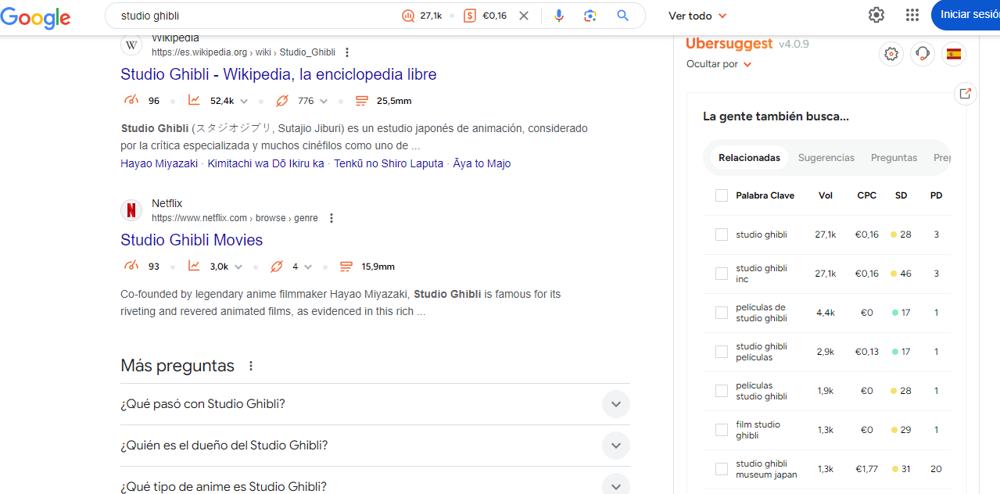 Google
studio ghibli 27,1k €0,16
Ver todo
Iniciar sesión
Wikipedia
https://es.wikipedia.org › wiki › Studio_Ghibli
Studio Ghibli - Wikipedia, la enciclopedia libre
96 52,4k 776 25,5mm
Studio Ghibli (スタジオジブリ, Sutajio Jiburi) es un estudio japonés de animación, considerado
por la crítica especializada y muchos cinéfilos como uno de ...
Hayao Miyazaki · Kimitachi wa Dō Ikiru ka · Tenkū no Shiro Laputa · Āya to Majo
Netflix
https://www.netflix.com › browse › genre
Studio Ghibli Movies
93 3,0k 4 15,9mm
Co-founded by legendary anime filmmaker Hayao Miyazaki, Studio Ghibli is famous for its
riveting and revered animated films, as evidenced in this rich ...
Más preguntas
¿Qué pasó con Studio Ghibli?
¿Quién es el dueño del Studio Ghibli?
¿Qué tipo de anime es Studio Ghibli?
Ubersuggest v4.0.9
Ocultar por
La gente también busca...
Relacionadas Sugerencias Preguntas Prep
Palabra Clave Vol CPC SD PD
studio ghibli 27,1k €0,16 28 3
studio ghibli
inc 27,1k €0,16 46 3
películas de
studio ghibli 4,4k €0 17 1
studio ghibli
películas 2,9k €0,13 17 1
películas
studio ghibli 1,9k €0 28 1
film studio
ghibli 1,3k €0 29 1
studio ghibli
museum japan 1,3k €1,77 31 20